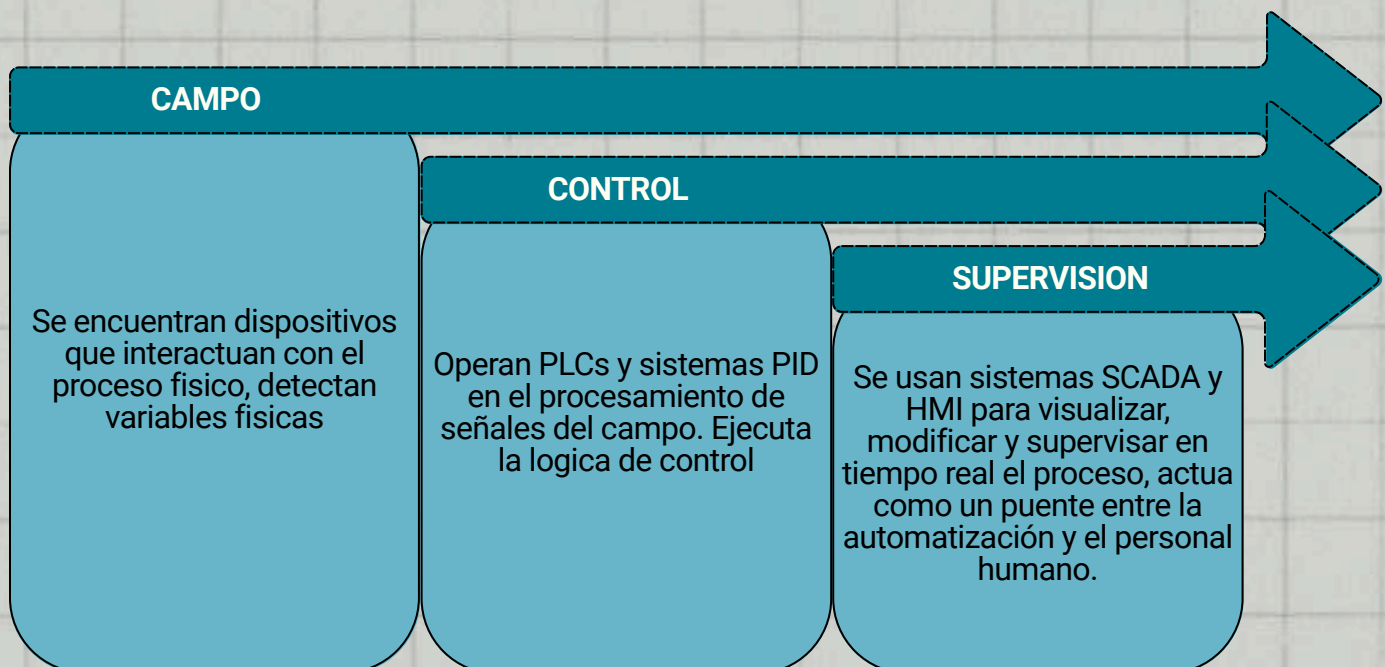 CAMPO
Se encuentran dispositivos
que interactuan con el
proceso fisico, detectan
variables fisicas
CONTROL
Operan PLCs y sistemas PID
en el procesamiento de
señales del campo. Ejecuta
la logica de control
SUPERVISION
Se usan sistemas SCADA y
HMI para visualizar,
modificar y supervisar en
tiempo real el proceso, actua
como un puente entre la
automatización y el personal
humano.